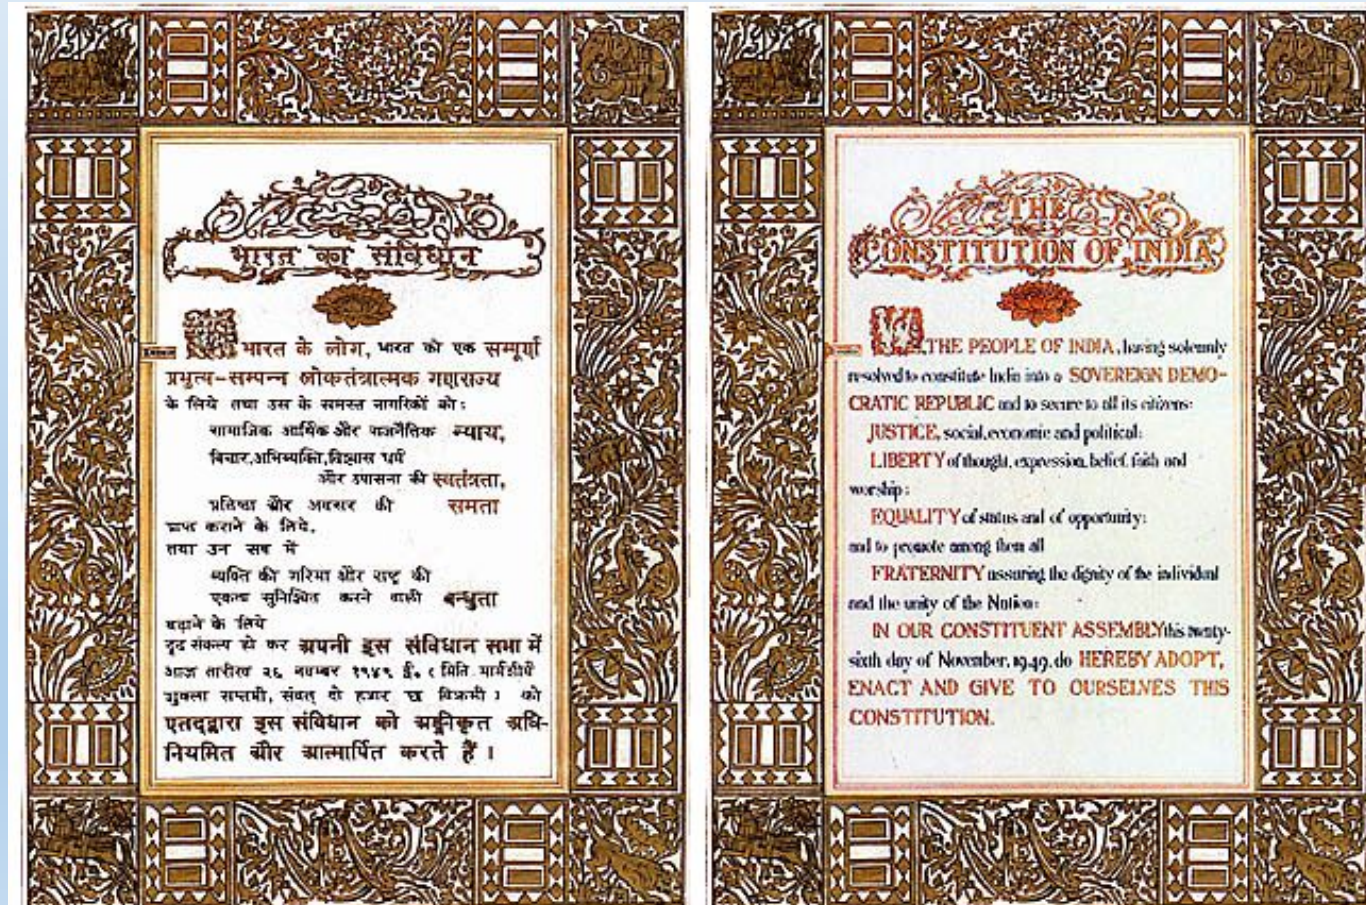 भारत का संविधान
भारत के लोग, भारत को एक सम्पूर्ण
प्रभुत्व-सम्पन्न लोकतंत्रात्मक गणराज्य
के लिये तथा उस के समस्त नागरिकों को:
सामाजिक आर्थिक और राजनैतिक न्याय,
विचार, अभिव्यक्ति, विश्वास धर्म
और उपासना की स्वतंत्रता,
प्रतिष्ठा और अवसर की समता
प्राप्त कराने के लिये,
तथा उन सब में
व्यक्ति की गरिमा और राष्ट्र की
एकता सुनिश्चित करने वाली बन्धुता
बढ़ाने के लिये
दृढ संकल्प हो कर अपनी इस संविधान सभा में
आज तारीख २६ नवम्बर १९४९ ई. (मिति मार्गशीर्ष
शुक्ला सप्तमी, संवत् दो हजार छ विक्रमी) को
एतद्द्वारा इस संविधान को अङ्गीकृत अधि-
नियमित और आत्मार्पित करते हैं ।
THE
CONSTITUTION OF INDIA
WE, THE PEOPLE OF INDIA, having solemnly
resolved to constitute India into a SOVEREIGN DEMO-
CRATIC REPUBLIC and to secure to all its citizens:
JUSTICE, social, economic and political;
LIBERTY of thought, expression, belief, faith and
worship;
EQUALITY of status and of opportunity;
and to promote among them all
FRATERNITY assuring the dignity of the individual
and the unity of the Nation;
IN OUR CONSTITUENT ASSEMBLY this twenty-
sixth day of November, 1949, do HEREBY ADOPT,
ENACT AND GIVE TO OURSELVES THIS
CONSTITUTION.